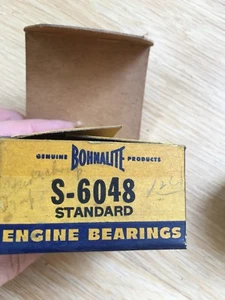 GENUINE BOHNALITE PRODUCTS
S-6048
STANDARD
ENGINE BEARINGS